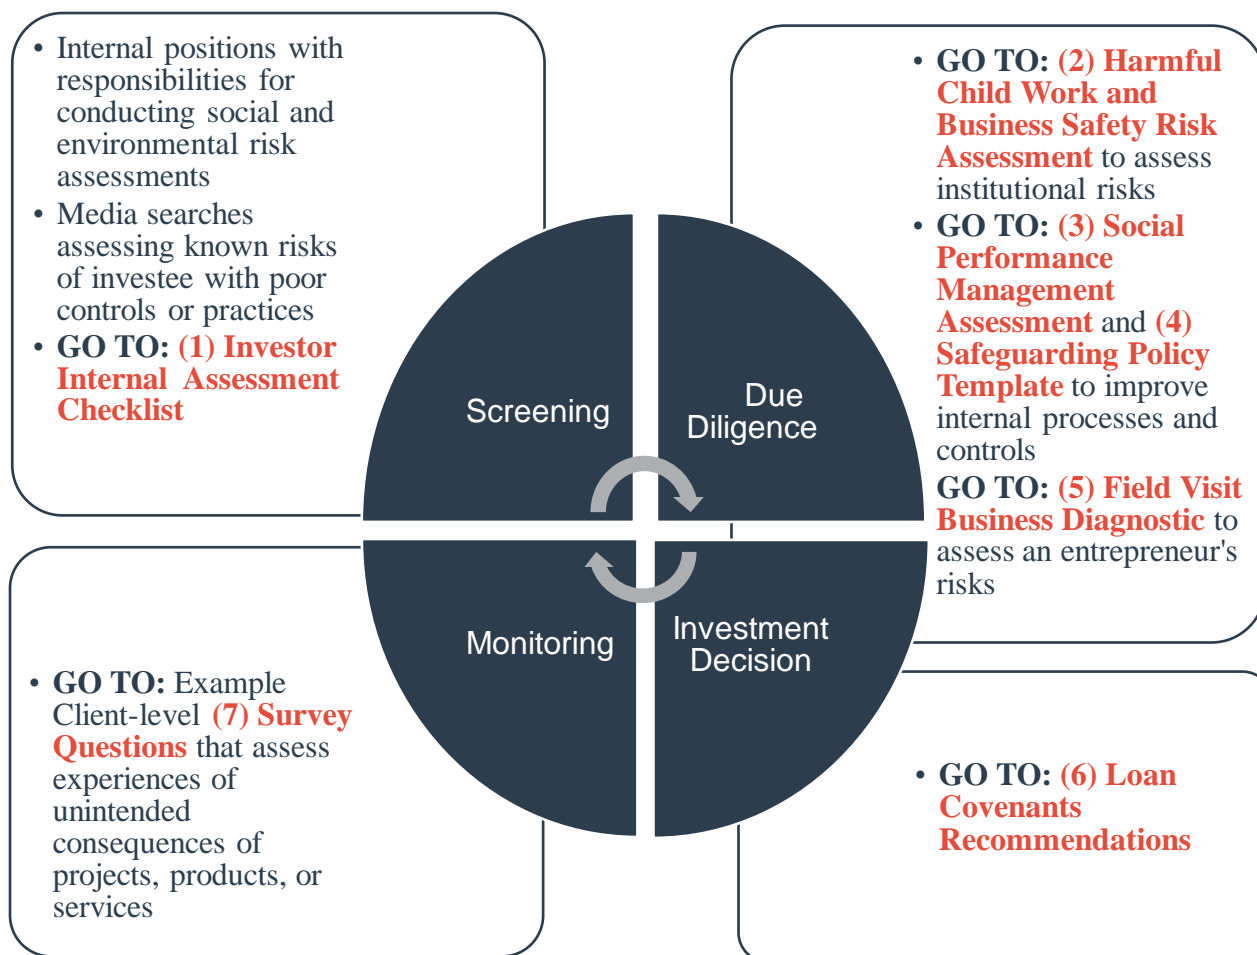 • Internal positions with
responsibilities for
conducting social and
environmental risk
assessments
• Media searches
assessing known risks
of investee with poor
controls or practices
• GO TO: (1) Investor
Internal Assessment
Checklist
• GO TO: (2) Harmful
Child Work and
Business Safety Risk
Assessment to assess
institutional risks
• GO TO: (3) Social
Performance
Management
Assessment and (4)
Safeguarding Policy
Template to improve
internal processes and
controls
GO TO: (5) Field Visit
Business Diagnostic to
assess an entrepreneur's
risks
Screening
Due
Diligence
Monitoring
Investment
Decision
• GO TO: Example
Client-level (7) Survey
Questions that assess
experiences of
unintended
consequences of
projects, products, or
services
• GO TO: (6) Loan
Covenants
Recommendations